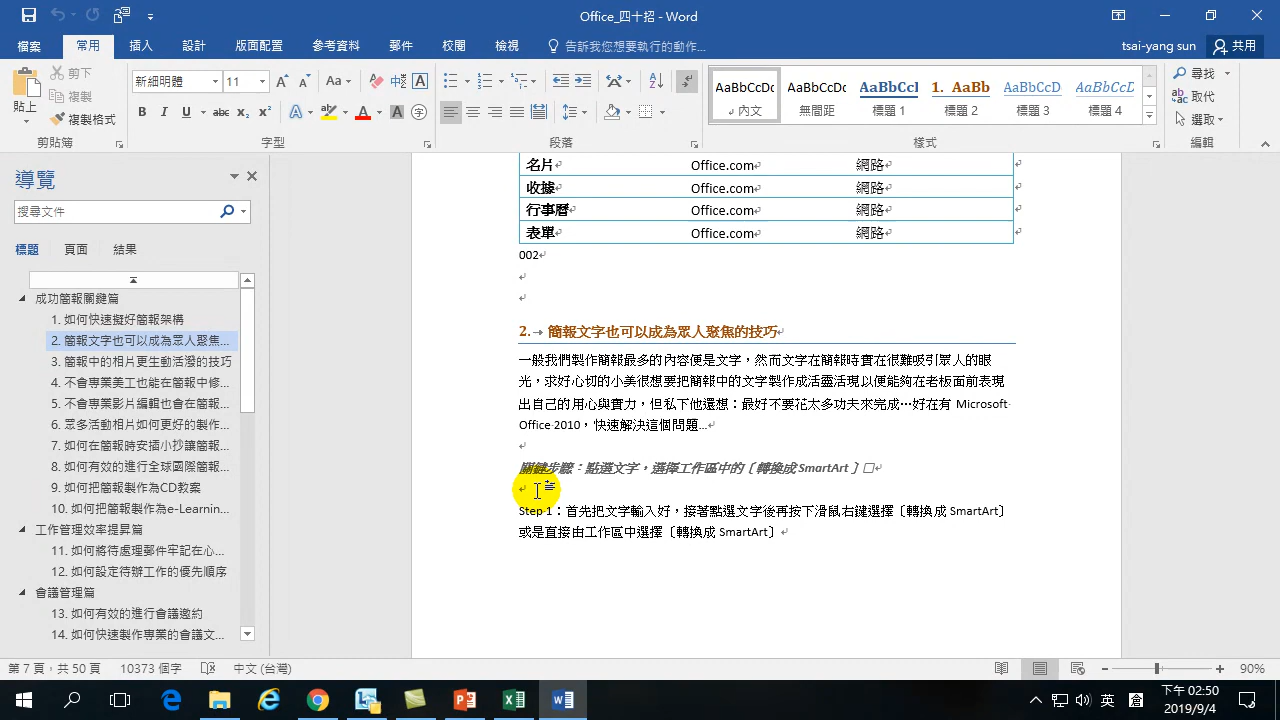 Office_四十招 - Word
檔案 常用 插入 設計 版面配置 參考資料 郵件 校閱 檢視 告訴我您想要執行的動作... tsai-yang sun 共用
貼上 剪下 複製 複製格式
新細明體 11
B I U abc x₂ x² A ab A A 字
AaBbCcDc AaBbCcDc AaBbCcI 1. AaBb AaBbCcD AaBbCcD
內文 無間距 標題 1 標題 2 標題 3 標題 4
尋找 取代 選取
剪貼簿 字型 段落 樣式 編輯
導覽
搜尋文件
標題 頁面 結果
成功簡報關鍵篇
1. 如何快速擬好簡報架構
2. 簡報文字也可以成為眾人聚焦...
3. 簡報中的相片更生動活潑的技巧
4. 不會專業美工也能在簡報中修...
5. 不會專業影片編輯也會在簡報...
6. 眾多活動相片如何更好的製作...
7. 如何在簡報時安插小抄讓簡報...
8. 如何有效的進行全球國際簡報...
9. 如何把簡報製作為CD教案
10. 如何把簡報製作為e-Learnin...
工作管理效率提昇篇
11. 如何將待處理郵件牢記在心...
12. 如何設定待辦工作的優先順序
會議管理篇
13. 如何有效的進行會議邀約
14. 如何快速製作專業的會議文...
名片 Office.com 網路
收據 Office.com 網路
行事曆 Office.com 網路
表單 Office.com 網路
002
2. 簡報文字也可以成為眾人聚焦的技巧
一般我們製作簡報最多的內容便是文字，然而文字在簡報時實在很難吸引眾人的眼
光，求好心切的小美很想要把簡報中的文字製作成活靈活現以便能夠在老板面前表現
出自己的用心與實力，但私下他還想：最好不要花太多功夫來完成…好在有 Microsoft
Office 2010，快速解決這個問題...
關鍵步驟：點選文字，選擇工作區中的〔轉換成 SmartArt〕□
Step 1：首先把文字輸入好，接著點選文字後再按下滑鼠右鍵選擇〔轉換成 SmartArt〕
或是直接由工作區中選擇〔轉換成 SmartArt〕
第 7 頁，共 50 頁 10373 個字 中文 (台灣) 90%
英 下午 02:50
2019/9/4